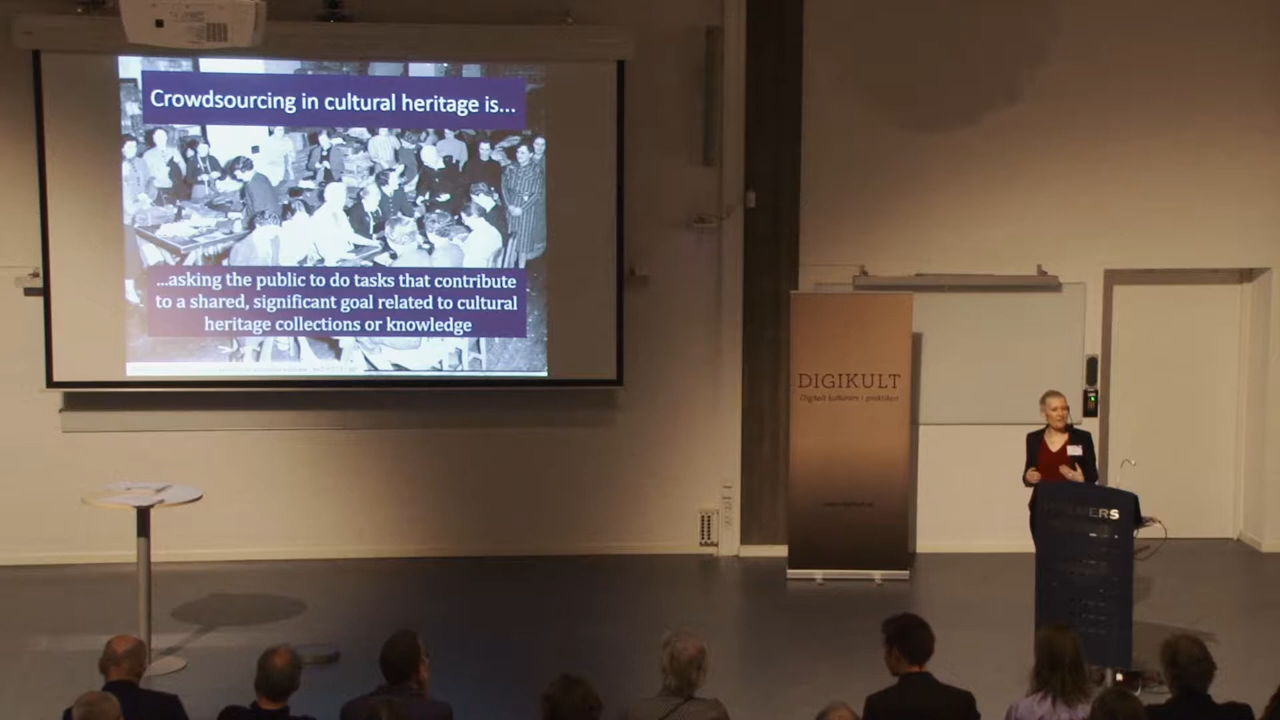 Crowdsourcing in cultural heritage is...
...asking the public to do tasks that contribute
to a shared, significant goal related to cultural
heritage collections or knowledge
DIGIKULT
Digitalt kulturarv i praktiken